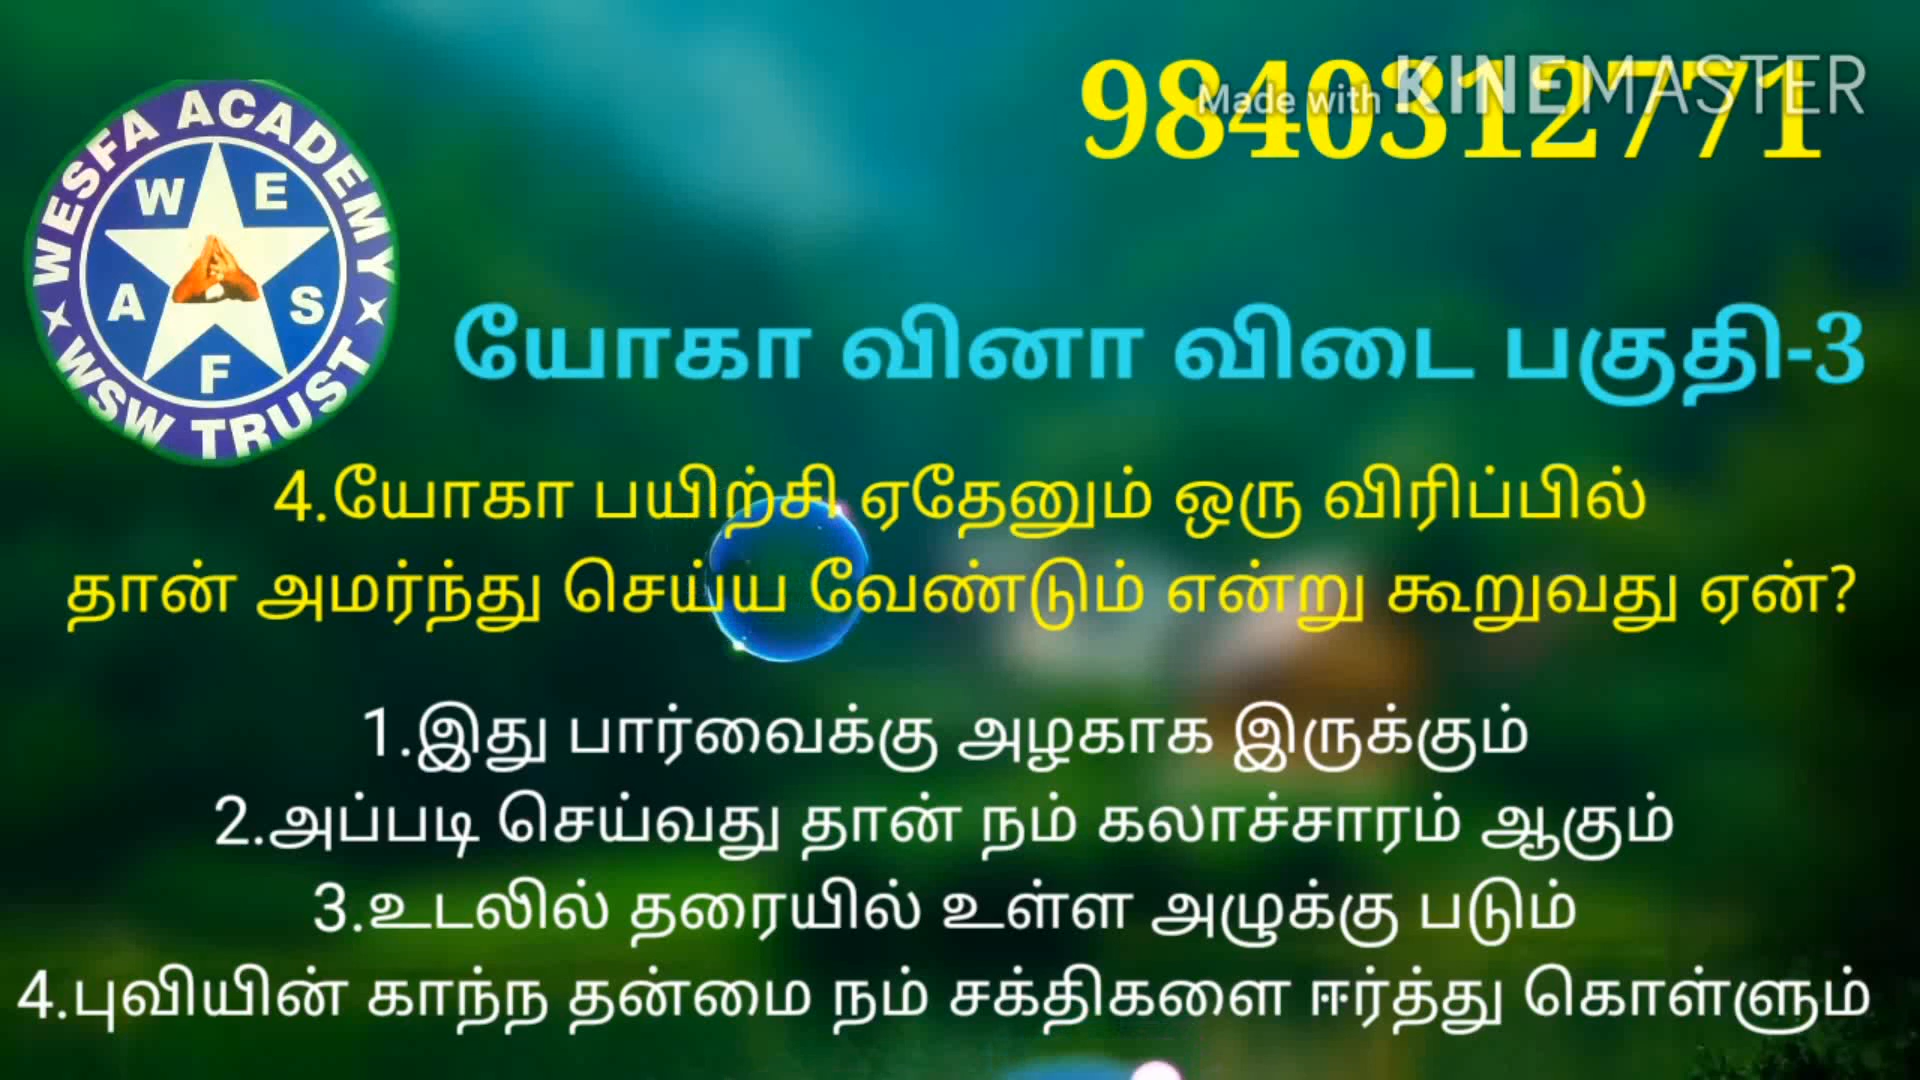 WESFA ACADEMY
W E
A S
F
WSW TRUST
9840312771
Made with KINEMASTER
யோகா வினா விடை பகுதி-3
4.யோகா பயிற்சி ஏதேனும் ஒரு விரிப்பில்
தான் அமர்ந்து செய்ய வேண்டும் என்று கூறுவது ஏன்?
1.இது பார்வைக்கு அழகாக இருக்கும்
2.அப்படி செய்வது தான் நம் கலாச்சாரம் ஆகும்
3.உடலில் தரையில் உள்ள அழுக்கு படும்
4.புவியின் காந்ந தன்மை நம் சக்திகளை ஈர்த்து கொள்ளும்